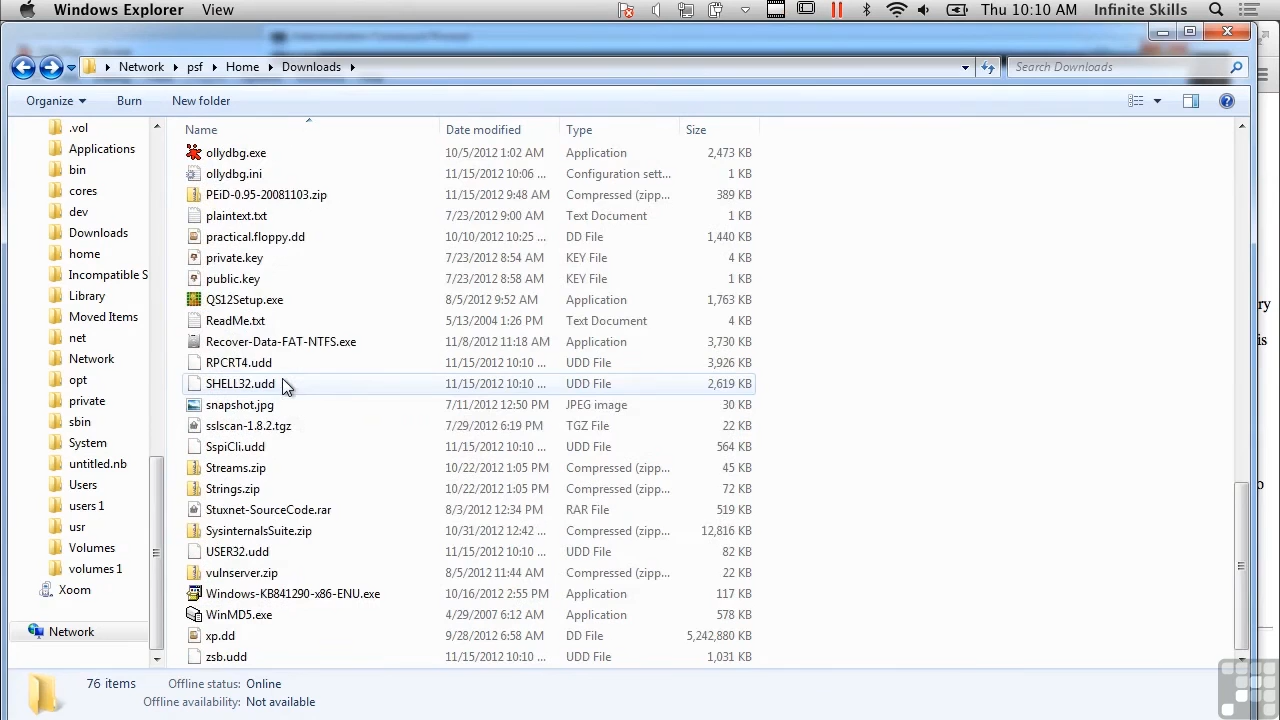 Windows Explorer View Thu 10:10 AM Infinite Skills
Network psf Home Downloads Search Downloads
Organize Burn New folder
Name Date modified Type Size
.vol
Applications
bin
cores
dev
Downloads
home
Incompatible S
Library
Moved Items
net
Network
opt
private
sbin
System
untitled.nb
Users
users 1
usr
Volumes
volumes 1
Xoom
Network
ollydbg.exe 10/5/2012 1:02 AM Application 2,473 KB
ollydbg.ini 11/15/2012 10:06 ... Configuration sett... 1 KB
PEiD-0.95-20081103.zip 11/15/2012 9:48 AM Compressed (zipp... 389 KB
plaintext.txt 7/23/2012 9:00 AM Text Document 1 KB
practical.floppy.dd 10/10/2012 10:25 ... DD File 1,440 KB
private.key 7/23/2012 8:54 AM KEY File 4 KB
public.key 7/23/2012 8:58 AM KEY File 1 KB
QS12Setup.exe 8/5/2012 9:52 AM Application 1,763 KB
ReadMe.txt 5/13/2004 1:26 PM Text Document 4 KB
Recover-Data-FAT-NTFS.exe 11/8/2012 11:18 AM Application 3,730 KB
RPCRT4.udd 11/15/2012 10:10 ... UDD File 3,926 KB
SHELL32.udd 11/15/2012 10:10 ... UDD File 2,619 KB
snapshot.jpg 7/11/2012 12:50 PM JPEG image 30 KB
sslscan-1.8.2.tgz 7/29/2012 6:19 PM TGZ File 22 KB
SspiCli.udd 11/15/2012 10:10 ... UDD File 564 KB
Streams.zip 10/22/2012 1:05 PM Compressed (zipp... 45 KB
Strings.zip 10/22/2012 1:05 PM Compressed (zipp... 72 KB
Stuxnet-SourceCode.rar 8/3/2012 12:34 PM RAR File 519 KB
SysinternalsSuite.zip 10/31/2012 12:42 ... Compressed (zipp... 12,816 KB
USER32.udd 11/15/2012 10:10 ... UDD File 82 KB
vulnserver.zip 8/5/2012 11:44 AM Compressed (zipp... 22 KB
Windows-KB841290-x86-ENU.exe 10/16/2012 2:55 PM Application 117 KB
WinMD5.exe 4/29/2007 6:12 AM Application 578 KB
xp.dd 9/28/2012 6:58 AM DD File 5,242,880 KB
zsb.udd 11/15/2012 10:10 ... UDD File 1,031 KB
ry
is
o
76 items Offline status: Online
Offline availability: Not available